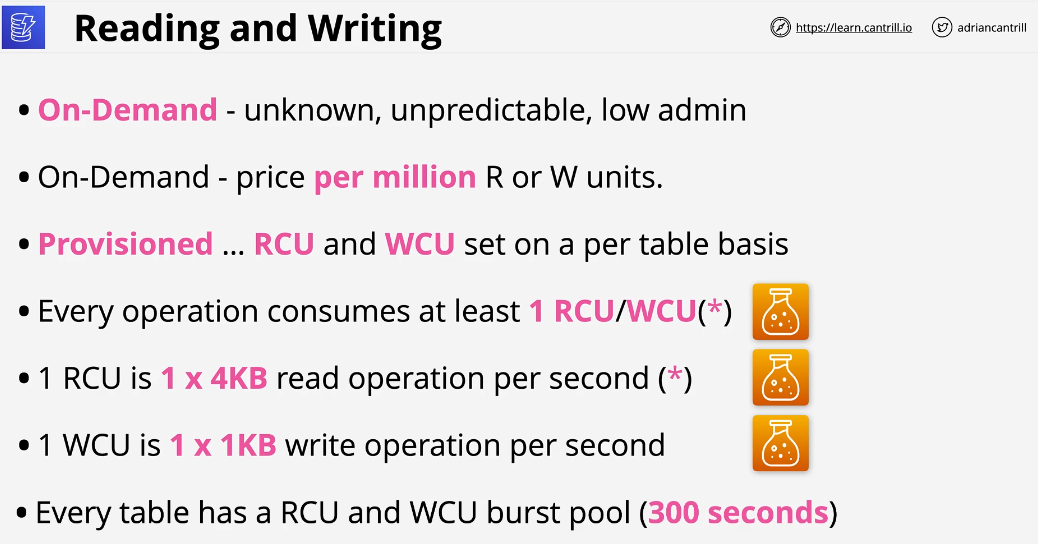 Reading and Writing
https://learn.cantrill.io
adriancantrill
• On-Demand - unknown, unpredictable, low admin
• On-Demand - price per million R or W units.
• Provisioned ... RCU and WCU set on a per table basis
• Every operation consumes at least 1 RCU/WCU(*)
• 1 RCU is 1 x 4KB read operation per second (*)
• 1 WCU is 1 x 1KB write operation per second
• Every table has a RCU and WCU burst pool (300 seconds)